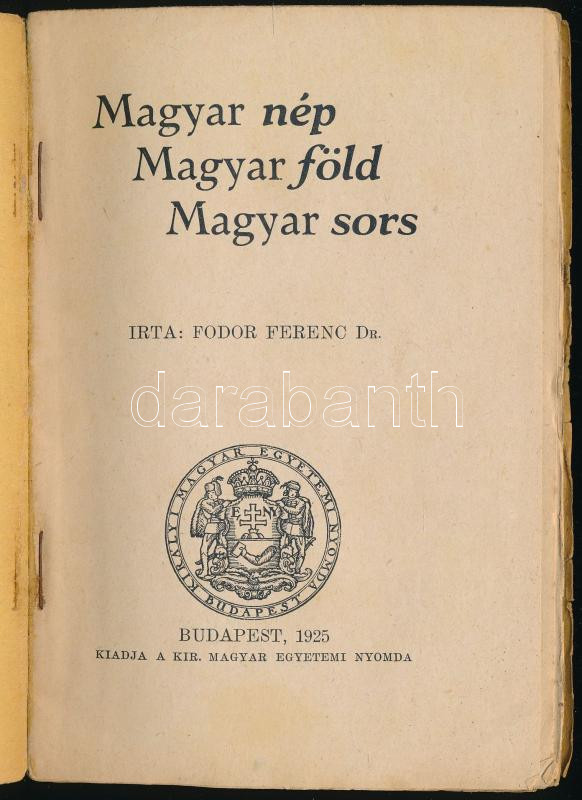 Magyar nép
Magyar föld
Magyar sors
IRTA: FODOR FERENC Dr.
darabanth
KIRÁLYI MAGYAR EGYETEMI NYOMDA BUDAPEST.
E NY
BUDAPEST, 1925
KIADJA A KIR. MAGYAR EGYETEMI NYOMDA